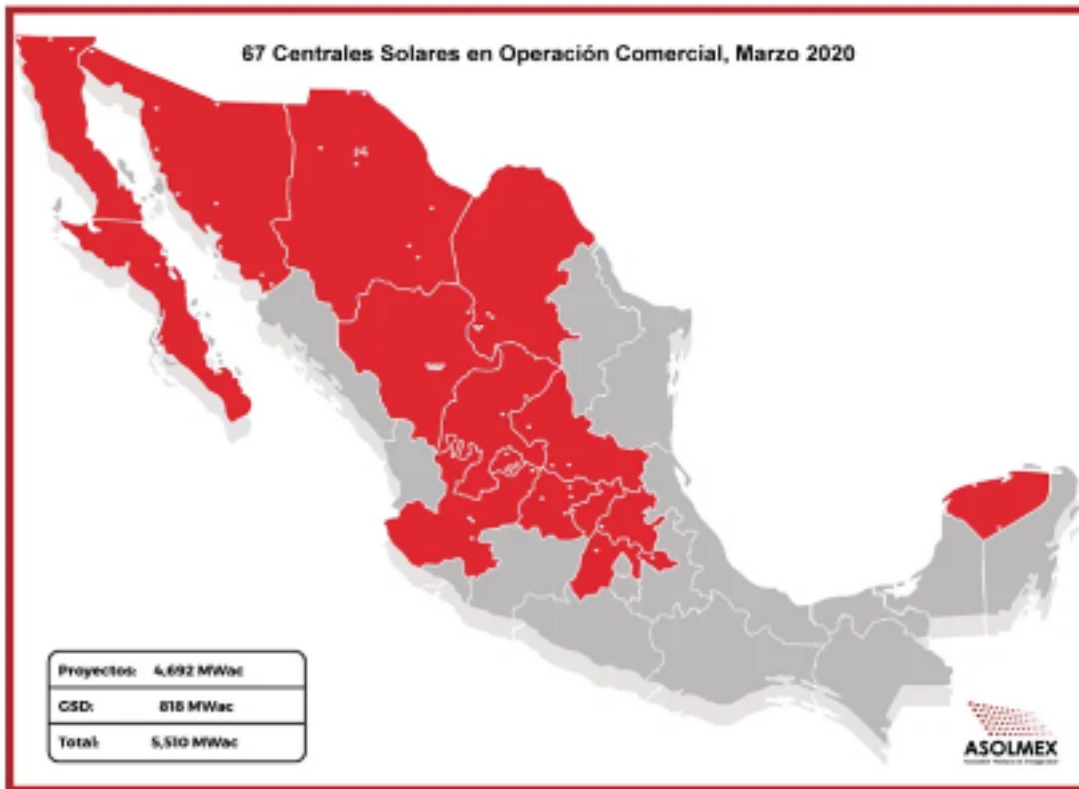 67 Centrales Solares en Operación Comercial, Marzo 2020
Proyectos: 4,692 MWac
GSD: 818 MWac
Total: 5,510 MWac
ASOLMEX